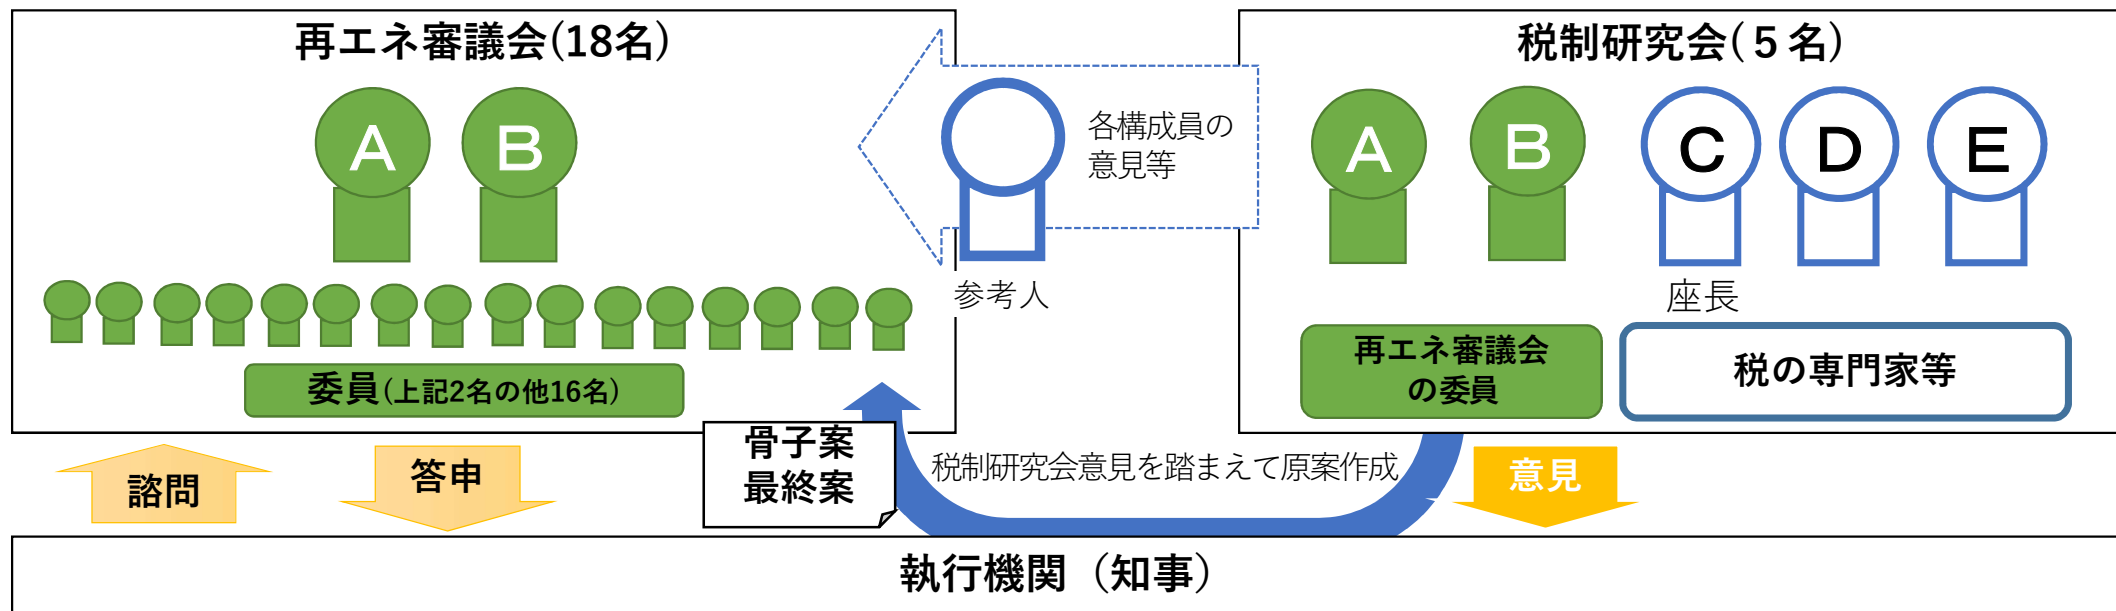 再エネ審議会(18名)
A
B
委員(上記2名の他16名)
各構成員の
意見等
参考人
税制研究会(５名)
A
B
C
D
E
座長
再エネ審議会
の委員
税の専門家等
諮問
答申
骨子案
最終案
税制研究会意見を踏まえて原案作成
意見
執行機関（知事）